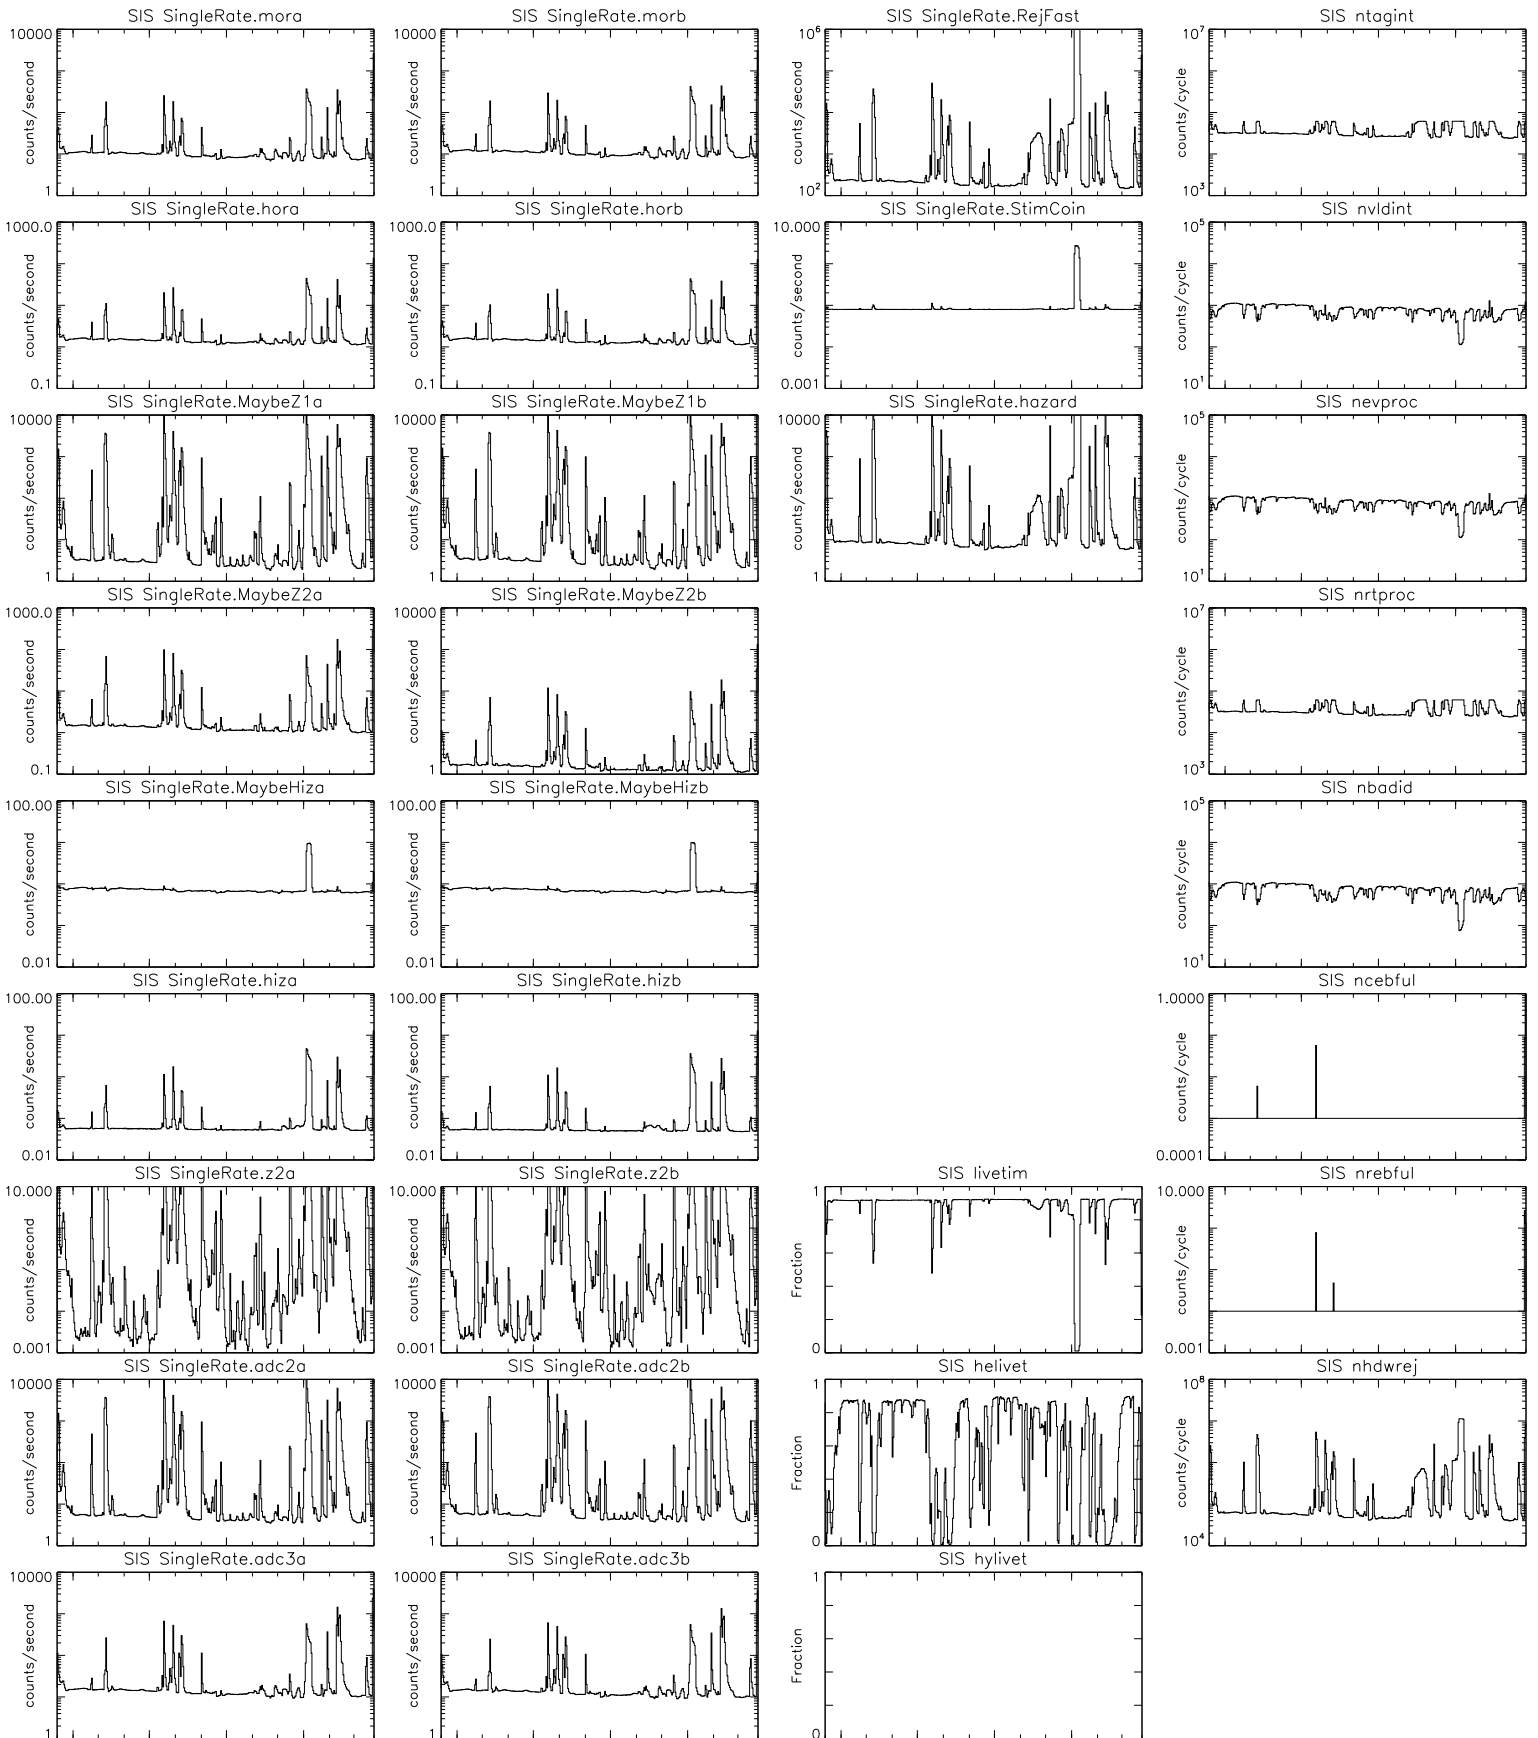 SIS SingleRate.mora
10000
counts/second
1
SIS SingleRate.morb
10000
counts/second
1
SIS SingleRate.RejFast
10^6
counts/second
10^2
SIS ntagint
10^7
counts/cycle
10^3
SIS SingleRate.hora
1000.0
counts/second
0.1
SIS SingleRate.horb
1000.0
counts/second
0.1
SIS SingleRate.StimCoin
10.000
counts/second
0.001
SIS nvldint
10^5
counts/cycle
10^1
SIS SingleRate.MaybeZ1a
10000
counts/second
1
SIS SingleRate.MaybeZ1b
10000
counts/second
1
SIS SingleRate.hazard
10000
counts/second
1
SIS nevproc
10^5
counts/cycle
10^1
SIS SingleRate.MaybeZ2a
1000.0
counts/second
0.1
SIS SingleRate.MaybeZ2b
10000
counts/second
1
SIS nrtproc
10^7
counts/cycle
10^3
SIS SingleRate.MaybeHiza
100.00
counts/second
0.01
SIS SingleRate.MaybeHizb
100.00
counts/second
0.01
SIS nbadid
10^5
counts/cycle
10^1
SIS SingleRate.hiza
100.00
counts/second
0.01
SIS SingleRate.hizb
100.00
counts/second
0.01
SIS ncebful
1.0000
counts/cycle
0.0001
SIS SingleRate.z2a
10.000
counts/second
0.001
SIS SingleRate.z2b
10.000
counts/second
0.001
SIS livetim
1
Fraction
0
SIS nrebful
10.000
counts/cycle
0.001
SIS SingleRate.adc2a
10000
counts/second
1
SIS SingleRate.adc2b
10000
counts/second
1
SIS helivet
1
Fraction
0
SIS nhdwrej
10^8
counts/cycle
10^4
SIS SingleRate.adc3a
10000
counts/second
1
SIS SingleRate.adc3b
10000
counts/second
1
SIS hylivet
1
Fraction
0